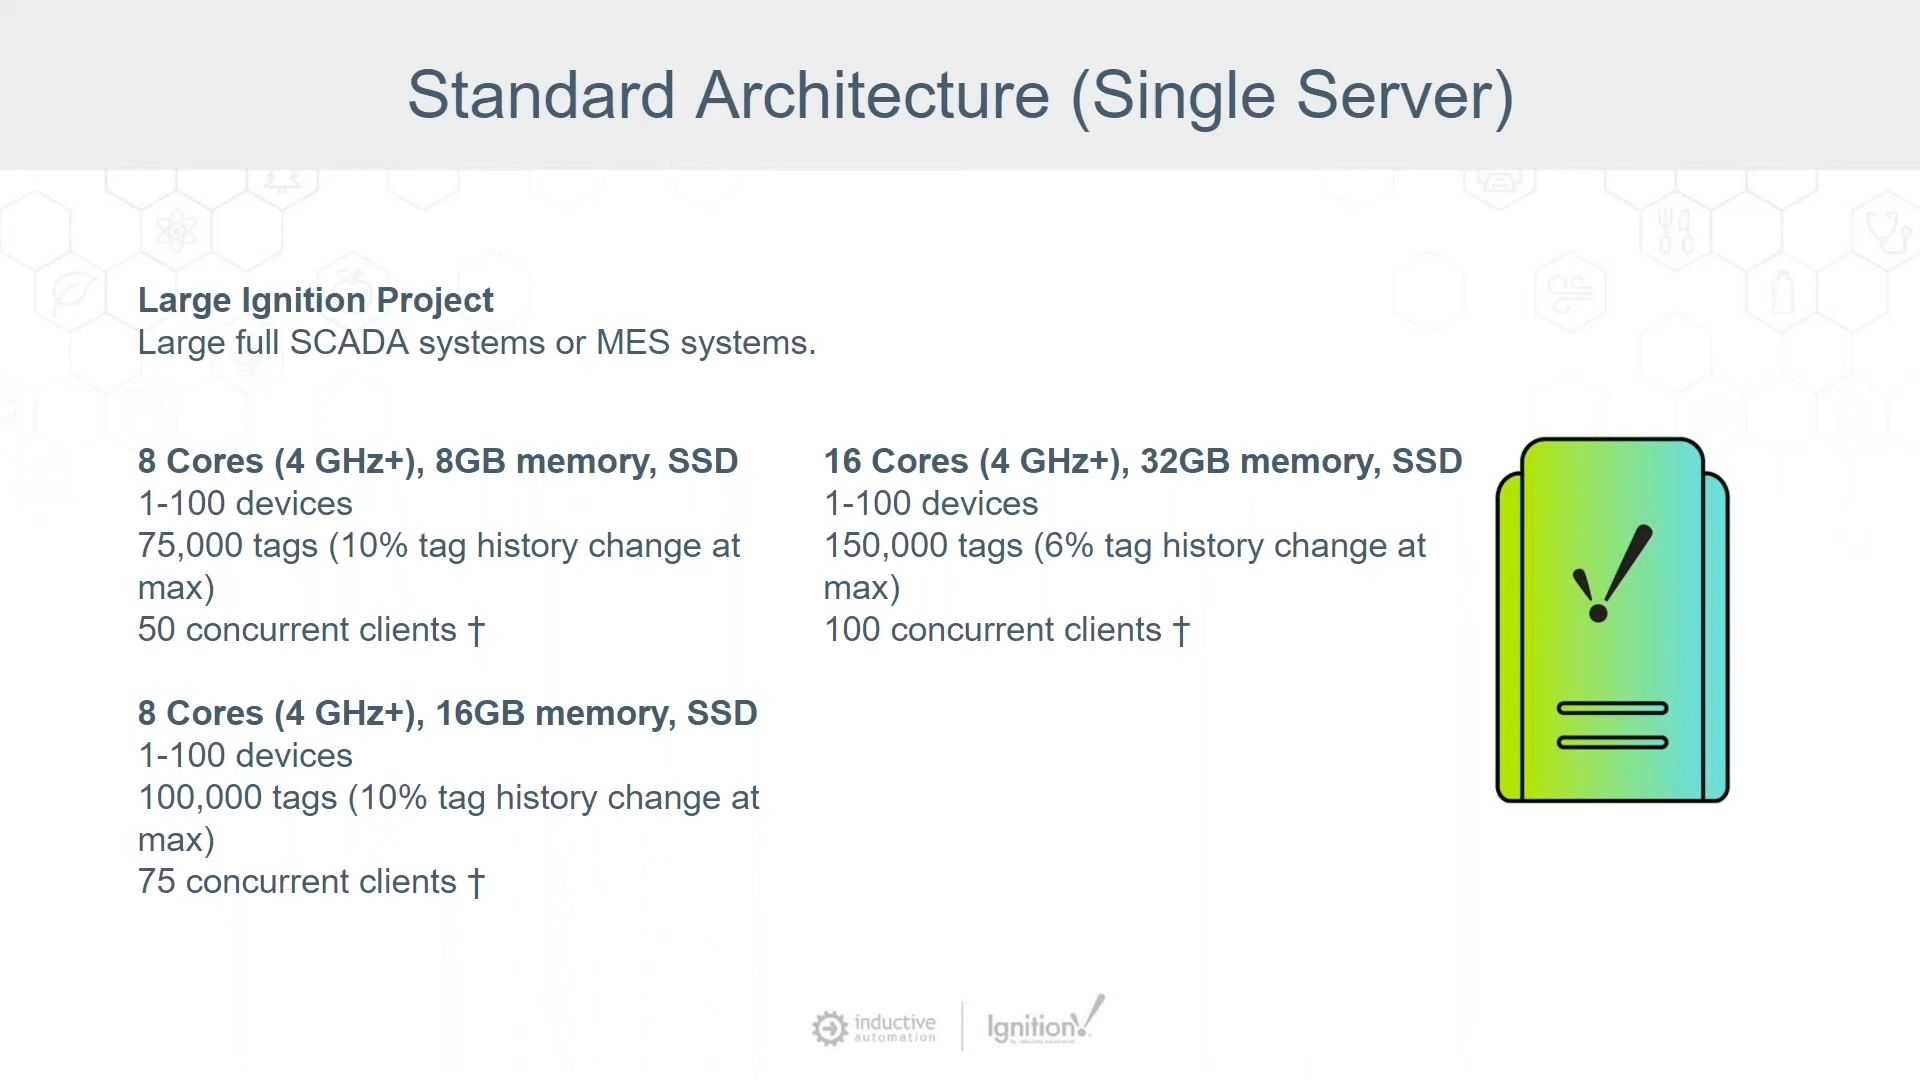 Standard Architecture (Single Server)
Large Ignition Project
Large full SCADA systems or MES systems.
8 Cores (4 GHz+), 8GB memory, SSD
1-100 devices
75,000 tags (10% tag history change at
max)
50 concurrent clients †
8 Cores (4 GHz+), 16GB memory, SSD
1-100 devices
100,000 tags (10% tag history change at
max)
75 concurrent clients †
16 Cores (4 GHz+), 32GB memory, SSD
1-100 devices
150,000 tags (6% tag history change at
max)
100 concurrent clients †
inductive
automation
Ignition!
by inductive automation